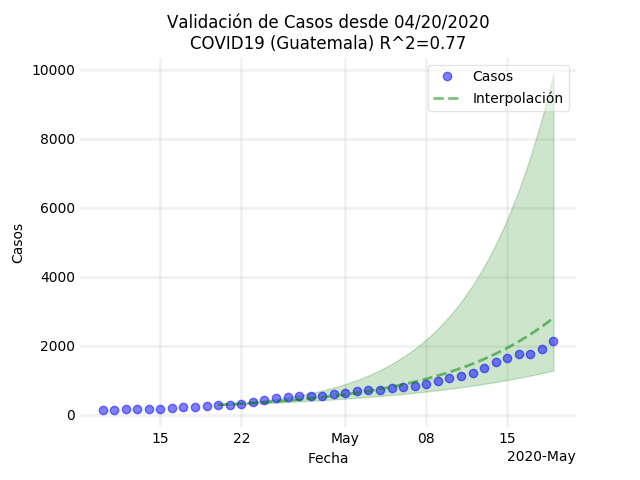 Validación de Casos desde 04/20/2020
COVID19 (Guatemala) R^2=0.77
Casos
Interpolación
10000
8000
6000
4000
2000
0
Casos
15
22
May
08
15
Fecha
2020-May